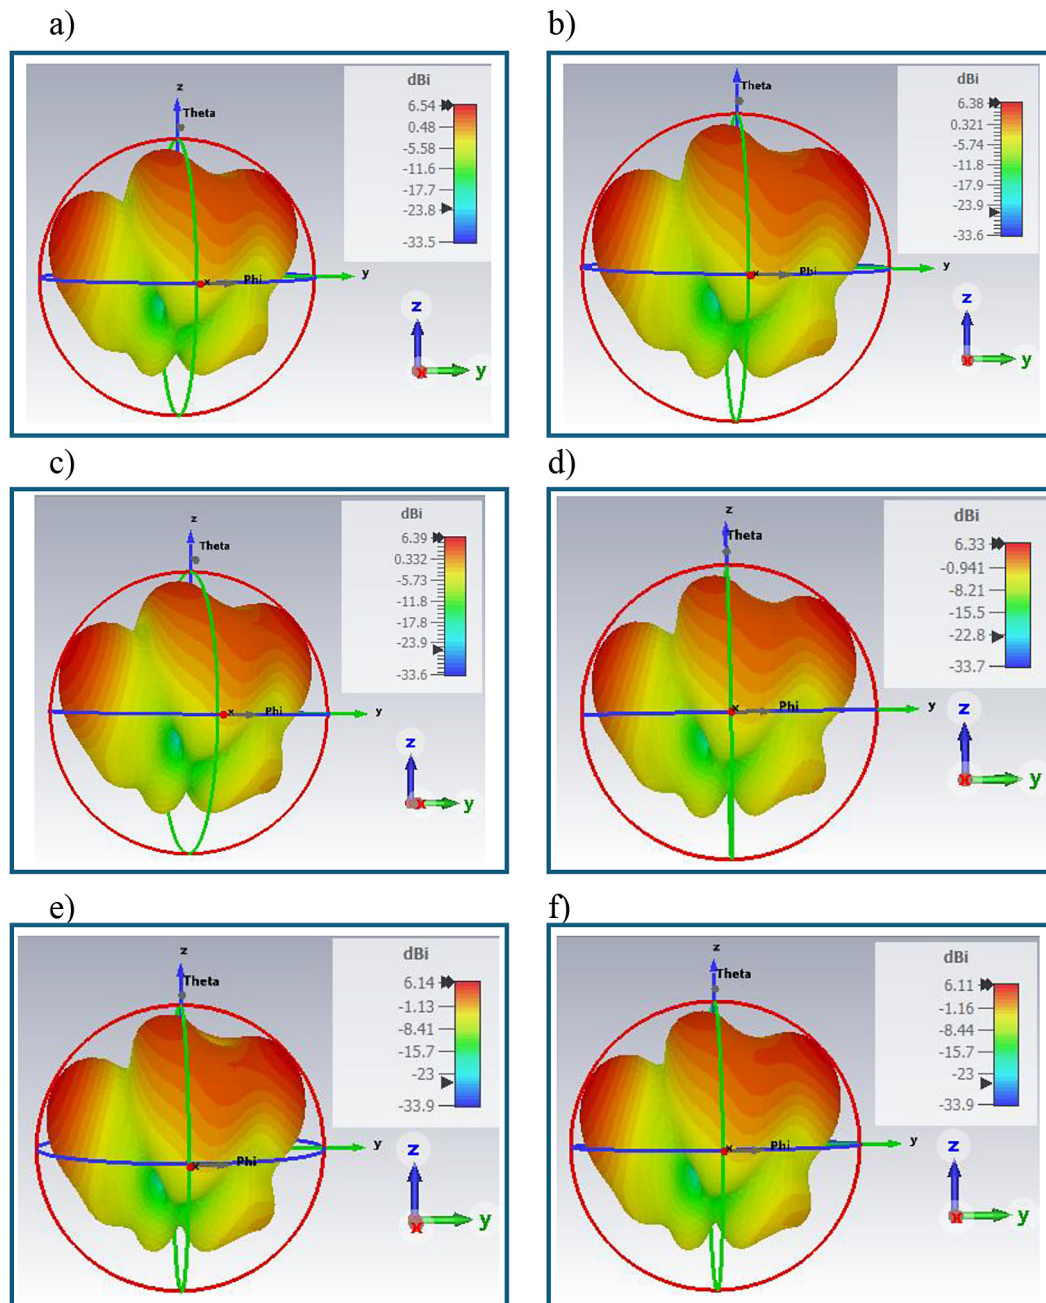 a)
dBi
6.54
0.48
-5.58
-11.6
-17.7
-23.8
-33.5
z
Theta
x
Phi
y
z
y
x
b)
dBi
6.38
0.321
-5.74
-11.8
-17.9
-23.9
-33.6
Theta
x
Phi
y
z
y
x
c)
dBi
6.39
0.332
-5.73
-11.8
-17.8
-23.9
-33.6
z
Theta
x
Phi
y
z
x
y
d)
dBi
6.33
-0.941
-8.21
-15.5
-22.8
-33.7
z
Theta
x
Phi
y
z
x
y
e)
dBi
6.14
-1.13
-8.41
-15.7
-23
-33.9
z
Theta
x
Phi
y
z
y
x
f)
dBi
6.11
-1.16
-8.44
-15.7
-23
-33.9
z
Theta
x
Phi
y
z
x
y